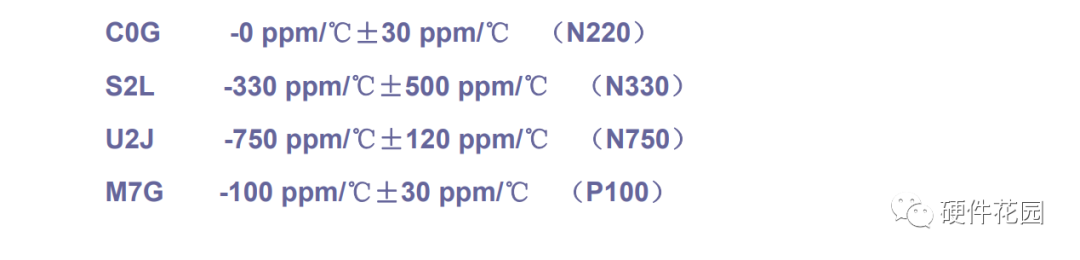 C0G -0 ppm/℃±30 ppm/℃ （N220）
S2L -330 ppm/℃±500 ppm/℃ （N330）
U2J -750 ppm/℃±120 ppm/℃ （N750）
M7G -100 ppm/℃±30 ppm/℃ （P100）
硬件花园